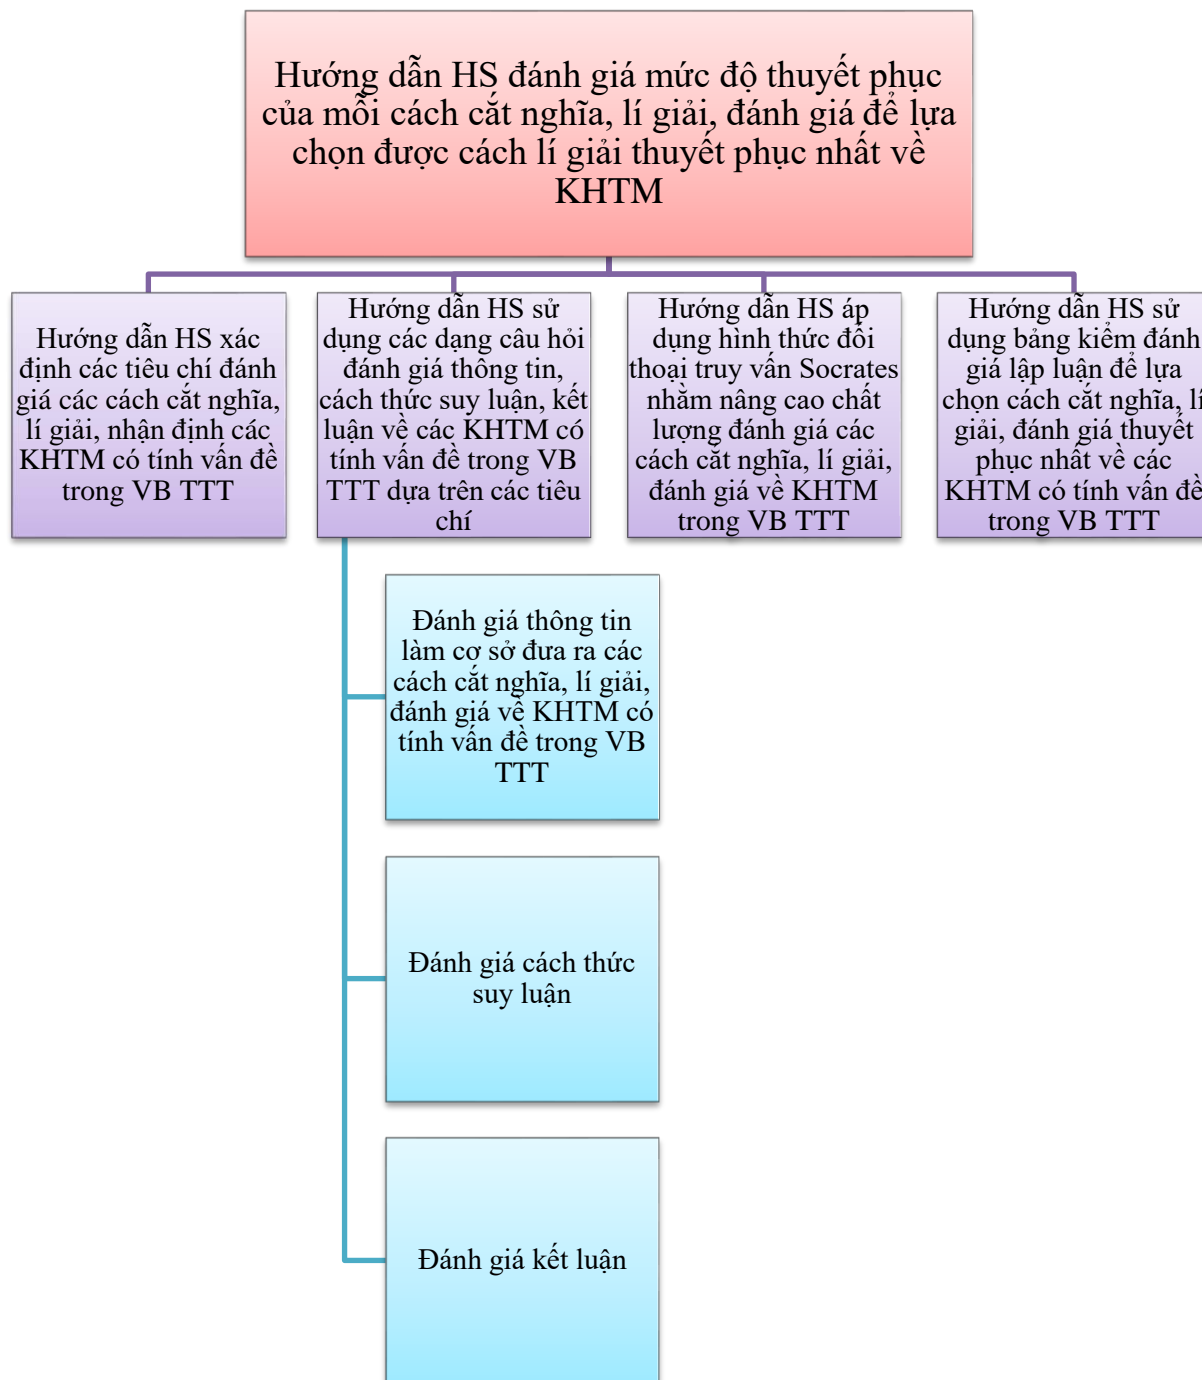 Hướng dẫn HS đánh giá mức độ thuyết phục
của mỗi cách cắt nghĩa, lí giải, đánh giá để lựa
chọn được cách lí giải thuyết phục nhất về
KHTM
Hướng dẫn HS xác
định các tiêu chí đánh
giá các cách cắt nghĩa,
lí giải, nhận định các
KHTM có tính vấn đề
trong VB TTT
Hướng dẫn HS sử
dụng các dạng câu hỏi
đánh giá thông tin,
cách thức suy luận, kết
luận về các KHTM có
tính vấn đề trong VB
TTT dựa trên các tiêu
chí
Hướng dẫn HS áp
dụng hình thức đối
thoại truy vấn Socrates
nhằm nâng cao chất
lượng đánh giá các
cách cắt nghĩa, lí giải,
đánh giá về KHTM
trong VB TTT
Hướng dẫn HS sử
dụng bảng kiểm đánh
giá lập luận để lựa
chọn cách cắt nghĩa, lí
giải, đánh giá thuyết
phục nhất về các
KHTM có tính vấn đề
trong VB TTT
Đánh giá thông tin
làm cơ sở đưa ra các
cách cắt nghĩa, lí giải,
đánh giá về KHTM có
tính vấn đề trong VB
TTT
Đánh giá cách thức
suy luận
Đánh giá kết luận